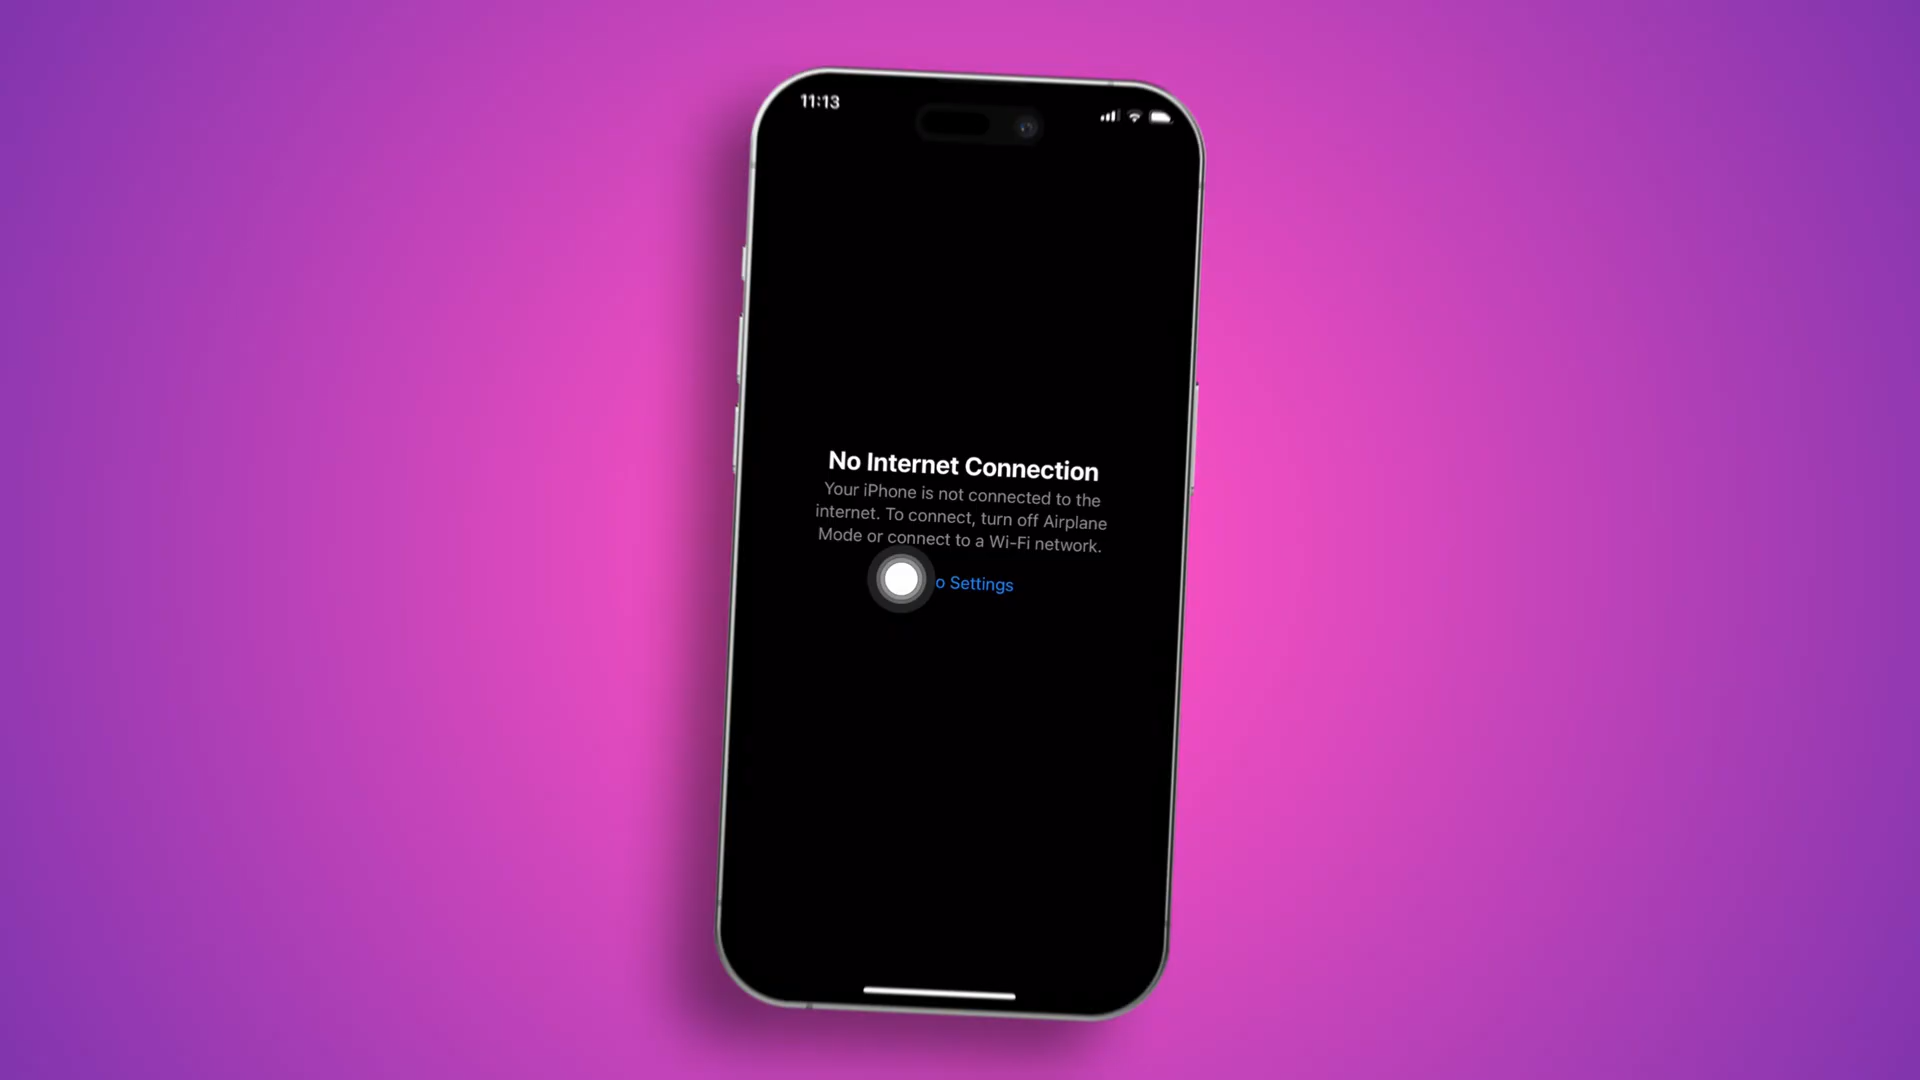 11:13
No Internet Connection
Your iPhone is not connected to the
internet. To connect, turn off Airplane
Mode or connect to a Wi-Fi network.
o Settings